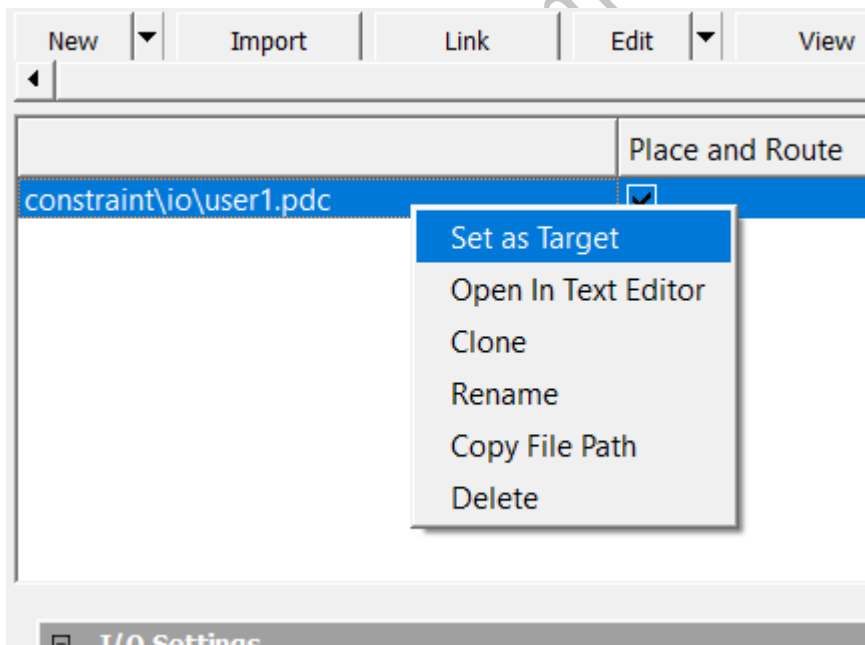 New Import Link Edit View
Place and Route
constraint\io\user1.pdc
Set as Target
Open In Text Editor
Clone
Rename
Copy File Path
Delete
I/O Settings